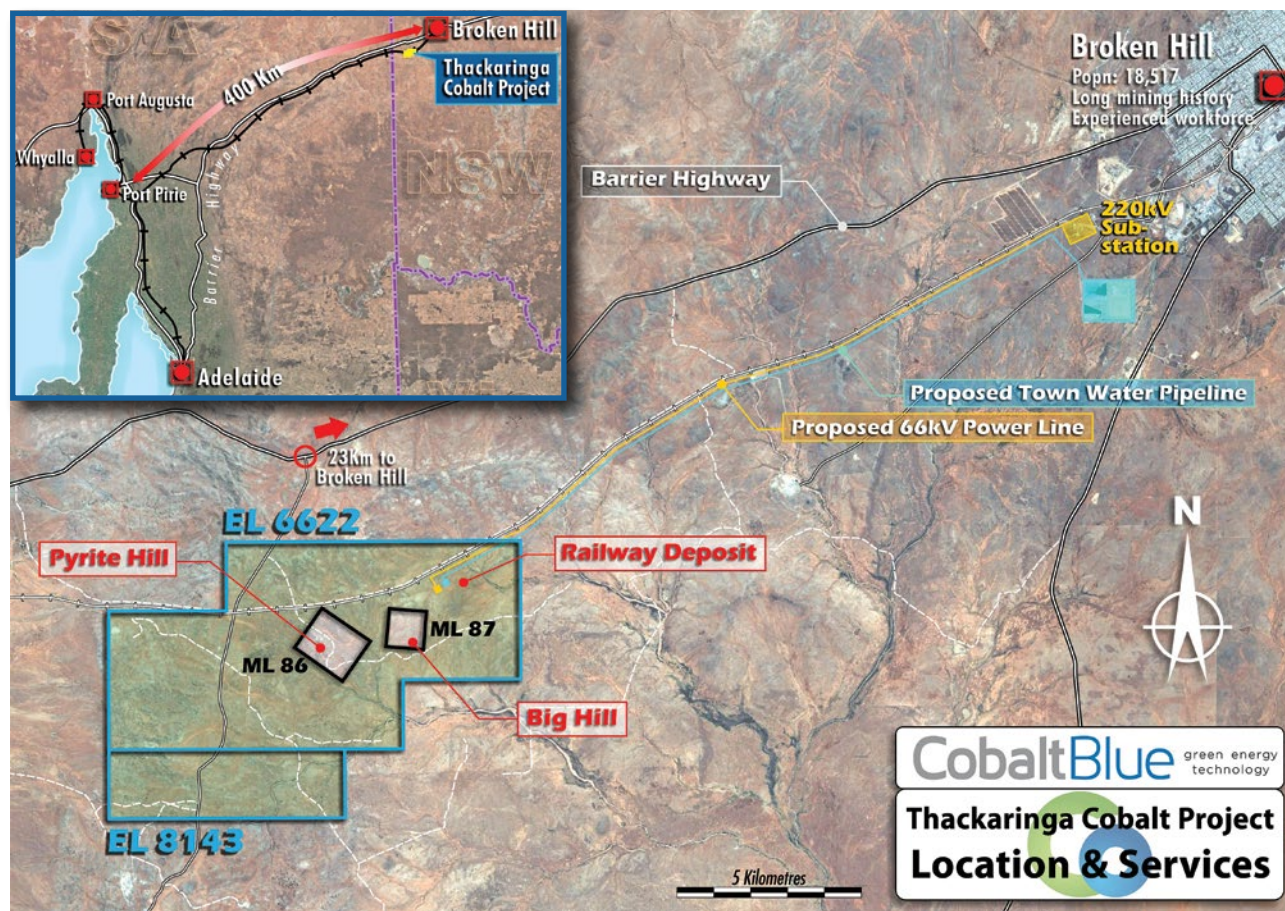 SA
Broken Hill
400 Km
Thackaringa
Cobalt Project
Port Augusta
Whyalla
Port Pirie
NSW
Barrier Highway
Adelaide
Broken Hill
Popn: 18,517
Long mining history
Experienced workforce
Barrier Highway
220kV
Sub-
station
Proposed Town Water Pipeline
Proposed 66kV Power Line
23Km to
Broken Hill
EL 6622
Pyrite Hill
Railway Deposit
ML 87
ML 86
Big Hill
EL 8143
N
CobaltBlue
green energy
technology
Thackaringa Cobalt Project
Location & Services
5 Kilometres